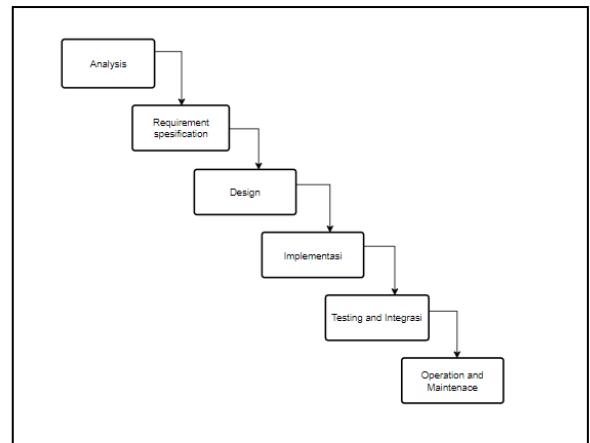 Analysis
Requirement
spesification
Design
Implementasi
Testing and Integrasi
Operation and
Maintenace